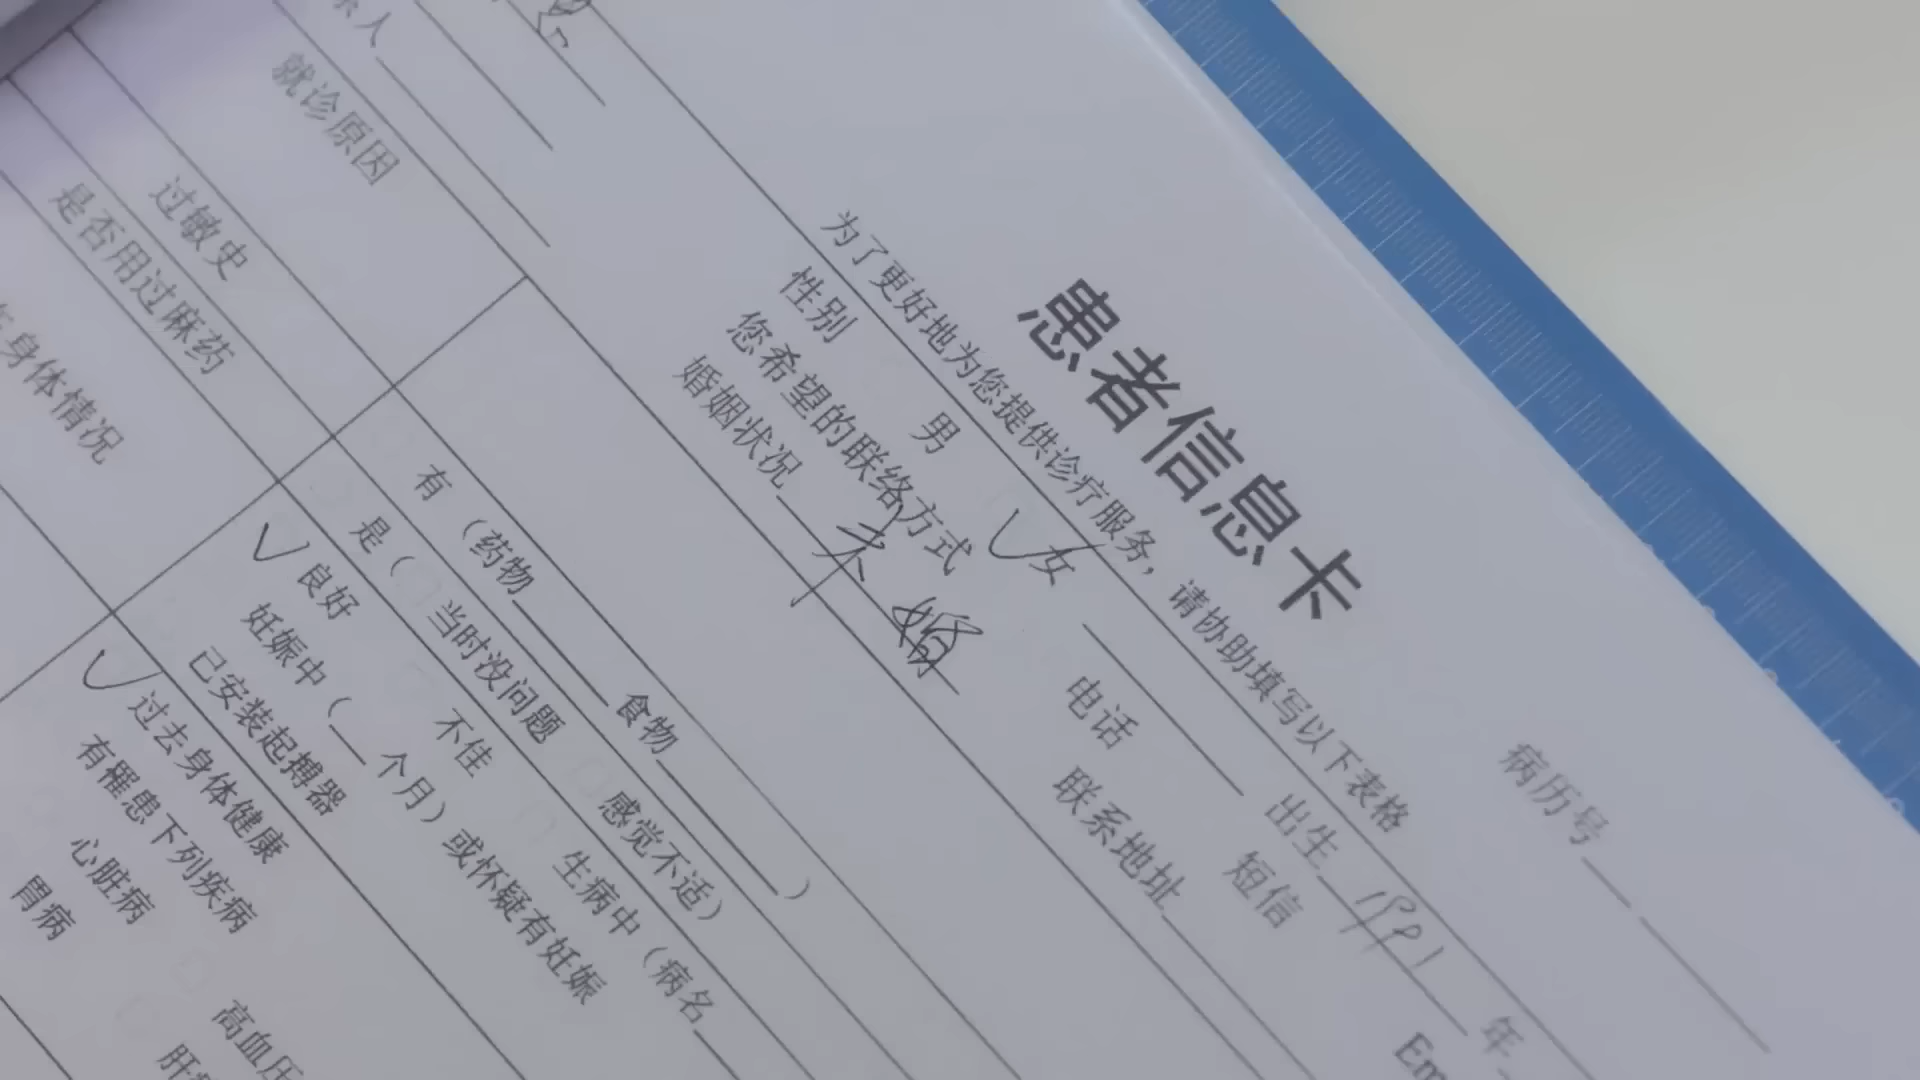 患者信息卡
病历号
为了更好地为您提供诊疗服务，请协助填写以下表格
性别 男 ✓女 出生 1991 年
您希望的联络方式 电话 短信 Em
婚姻状况 未婚 联系地址
就诊原因
过敏史 有（药物 食物 ）
是否用过麻药 是（ 当时没问题 感觉不适）
身体情况 ✓良好 不佳 生病中（病名
妊娠中（ 个月）或怀疑有妊娠
已安装起搏器
✓过去身体健康
有罹患下列疾病
心脏病 高血压
胃病 肝